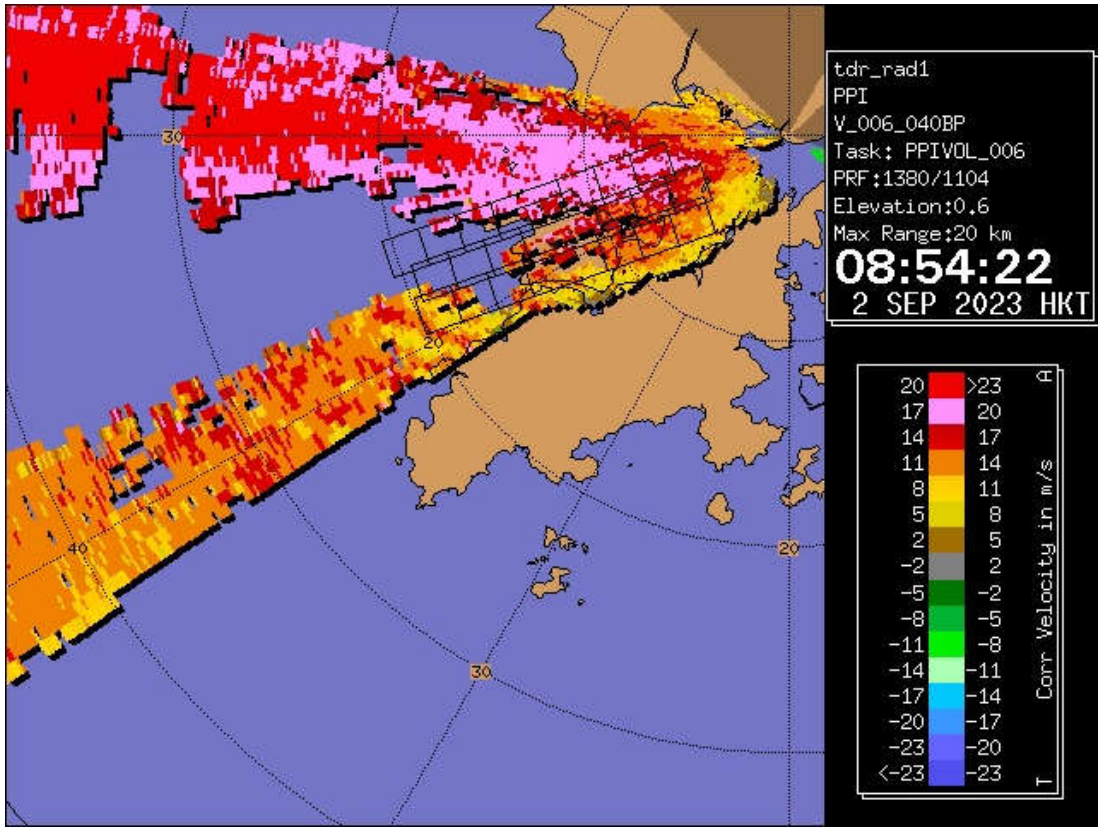 tdr_rad1
PPI
V_006_040BP
Task: PPIVOL_006
PRF:1380/1104
Elevation:0.6
Max Range:20 km
08:54:22
2 SEP 2023 HKT
30
20
40
20
30
A
20 >23
17 20
14 17
11 14
8 11
5 8
2 5
-2 2
-5 -2
-8 -5
-11 -8
-14 -11
-17 -14
-20 -17
-23 -20
<-23 -23
Corr Velocity in m/s
T